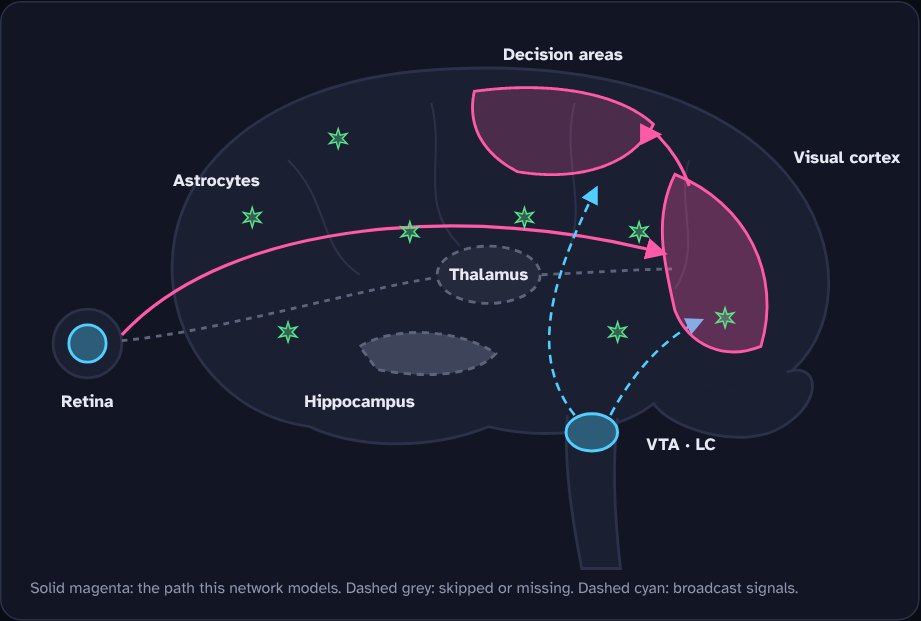 Decision areas
Visual cortex
Astrocytes
Thalamus
Retina
Hippocampus
VTA · LC
Solid magenta: the path this network models. Dashed grey: skipped or missing. Dashed cyan: broadcast signals.